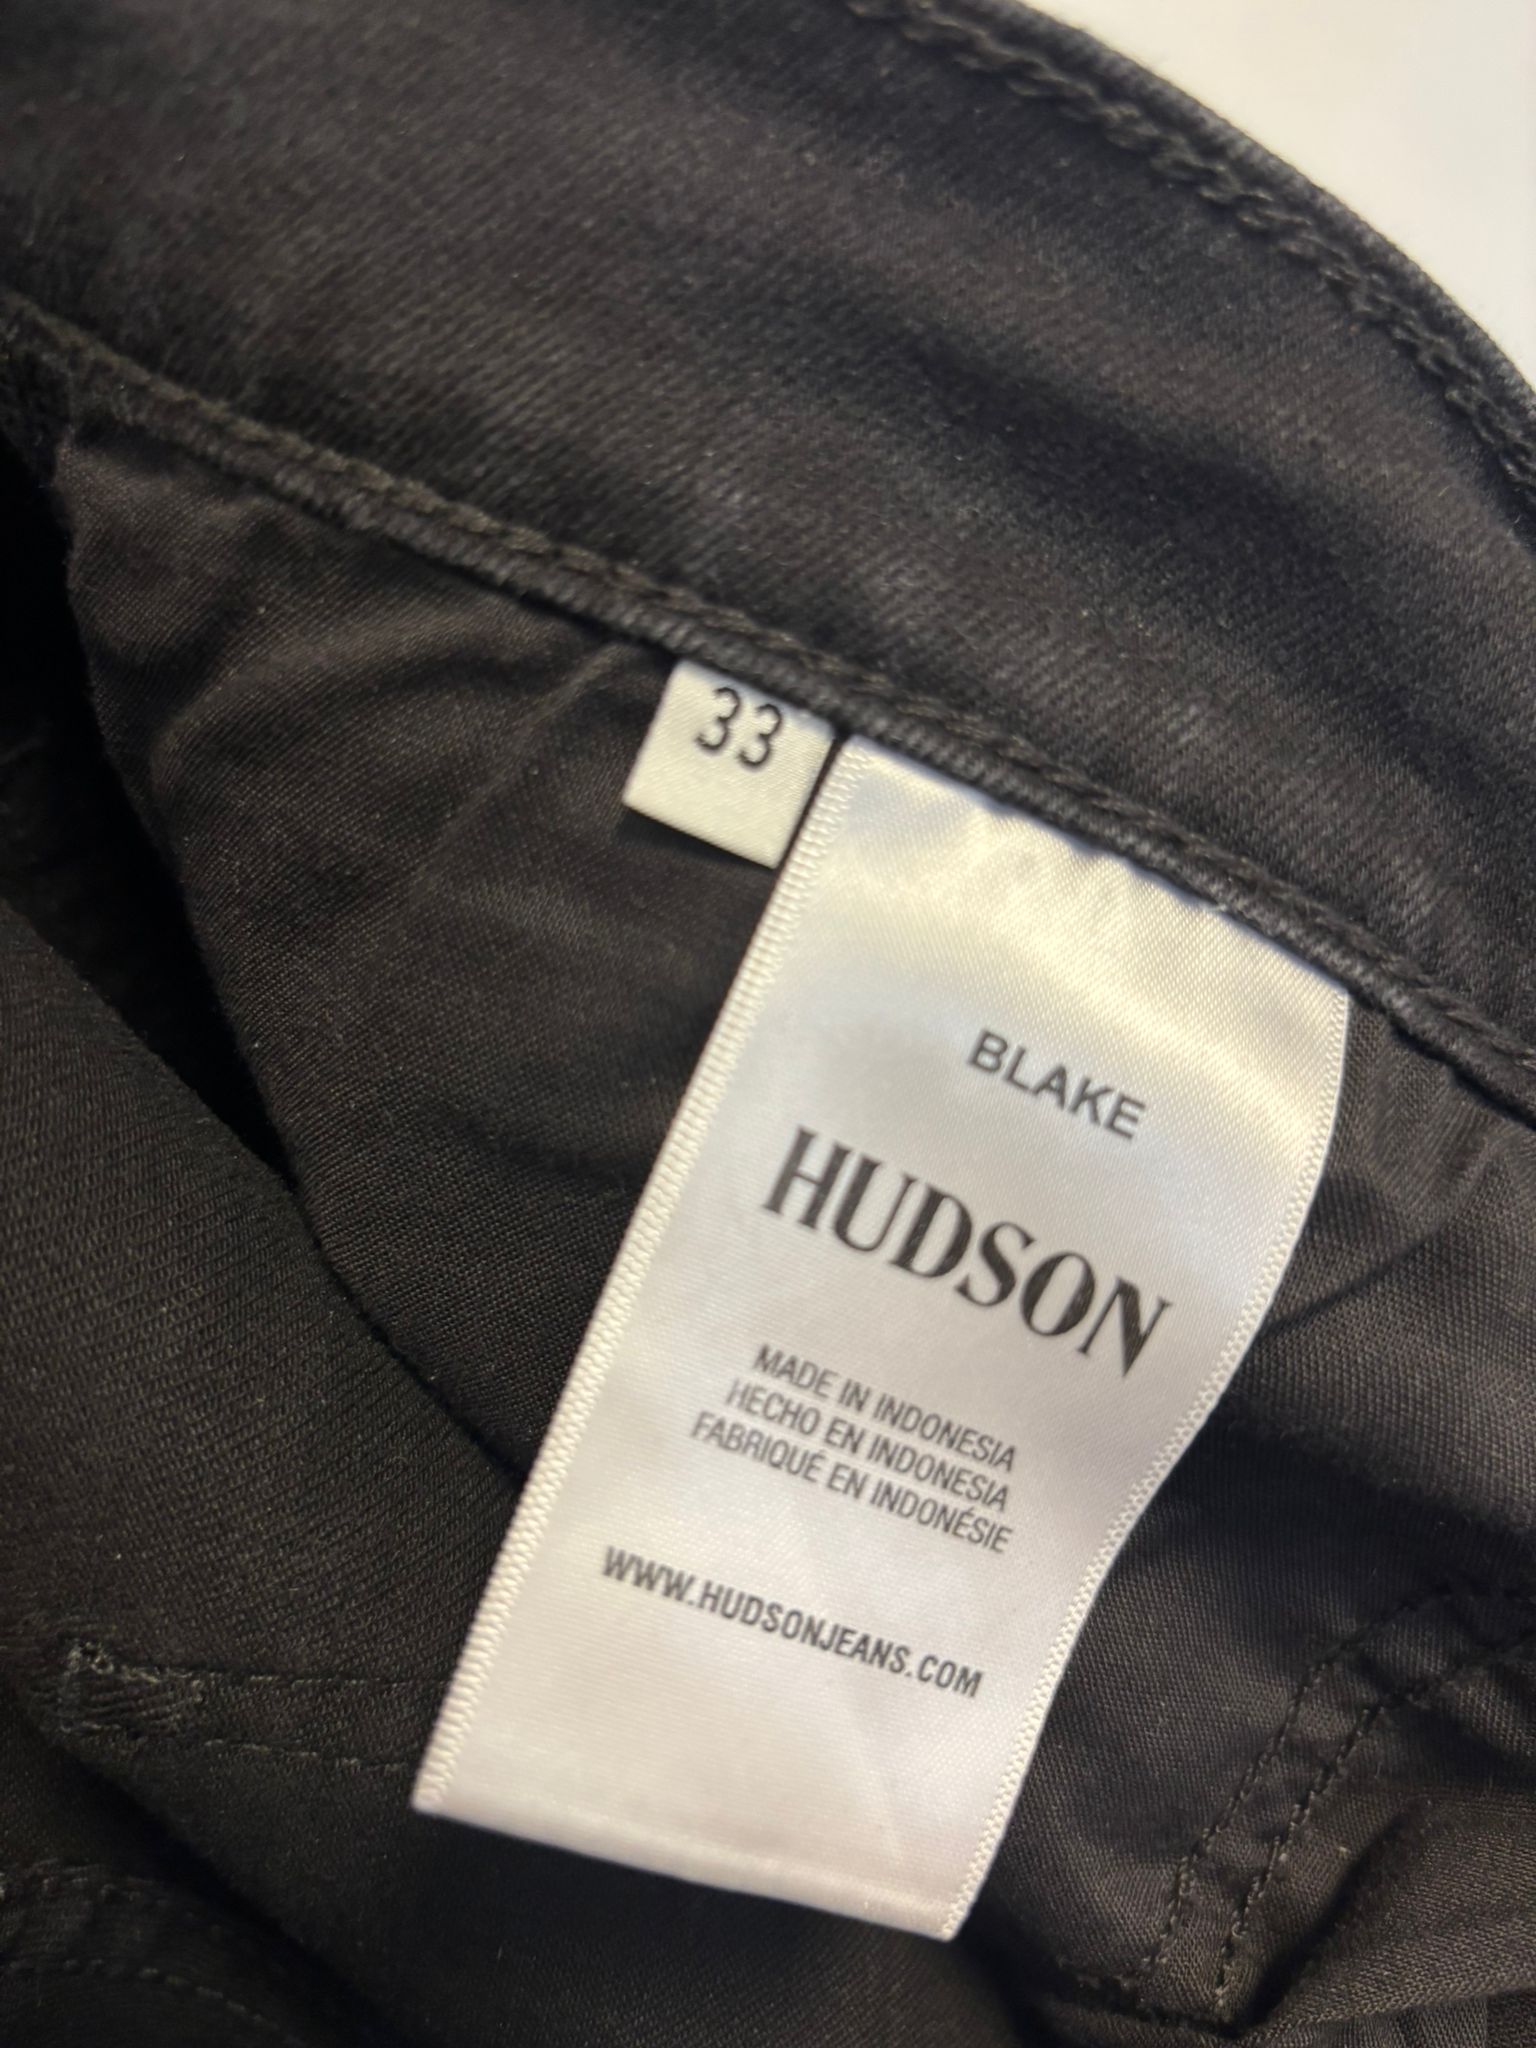 33
BLAKE
HUDSON
MADE IN INDONESIA
HECHO EN INDONESIA
FABRIQUÉ EN INDONÉSIE
WWW.HUDSONJEANS.COM